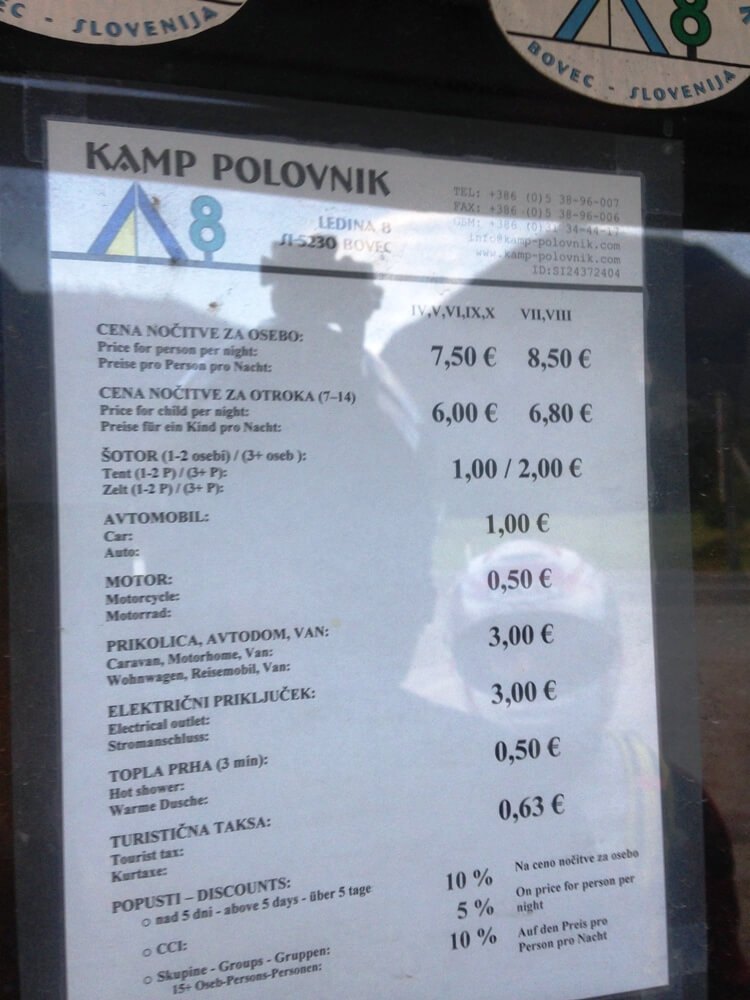 EC - SLOVENIJA
8
BOVEC - SLOVENIJA
KAMP POLOVNIK
8
LEDINA 8
SI-5230 BOVEC
TEL: +386 (0)5 38-96-007
FAX: +386 (0)5 38-96-006
GSM: +386 (0)31 34-44-17
info@kamp-polovnik.com
www.kamp-polovnik.com
ID:SI24372404
IV,V,VI,IX,X VII,VIII
CENA NOČITVE ZA OSEBO:
Price for person per night:
Preise pro Person pro Nacht:
7,50 € 8,50 €
CENA NOČITVE ZA OTROKA (7-14)
Price for child per night:
Preise für ein Kind pro Nacht:
6,00 € 6,80 €
ŠOTOR (1-2 osebi) / (3+ oseb ):
Tent (1-2 P) / (3+ P):
Zelt (1-2 P) / (3+ P):
1,00 / 2,00 €
AVTOMOBIL:
Car:
Auto:
1,00 €
MOTOR:
Motorcycle:
Motorrad:
0,50 €
PRIKOLICA, AVTODOM, VAN:
Caravan, Motorhome, Van:
Wohnwagen, Reisemobil, Van:
3,00 €
ELEKTRIČNI PRIKLJUČEK:
Electrical outlet:
Stromanschluss:
3,00 €
TOPLA PRHA (3 min):
Hot shower:
Warme Dusche:
0,50 €
TURISTIČNA TAKSA:
Tourist tax:
Kurtaxe:
0,63 €
POPUSTI – DISCOUNTS:
nad 5 dni - above 5 days - über 5 tage
10 %
CCI:
5 %
Skupine - Groups - Gruppen:
15+ Oseb-Persons-Personen:
10 %
Na ceno nočitve za osebo
On price for person per
night
Auf den Preis pro
Person pro Nacht